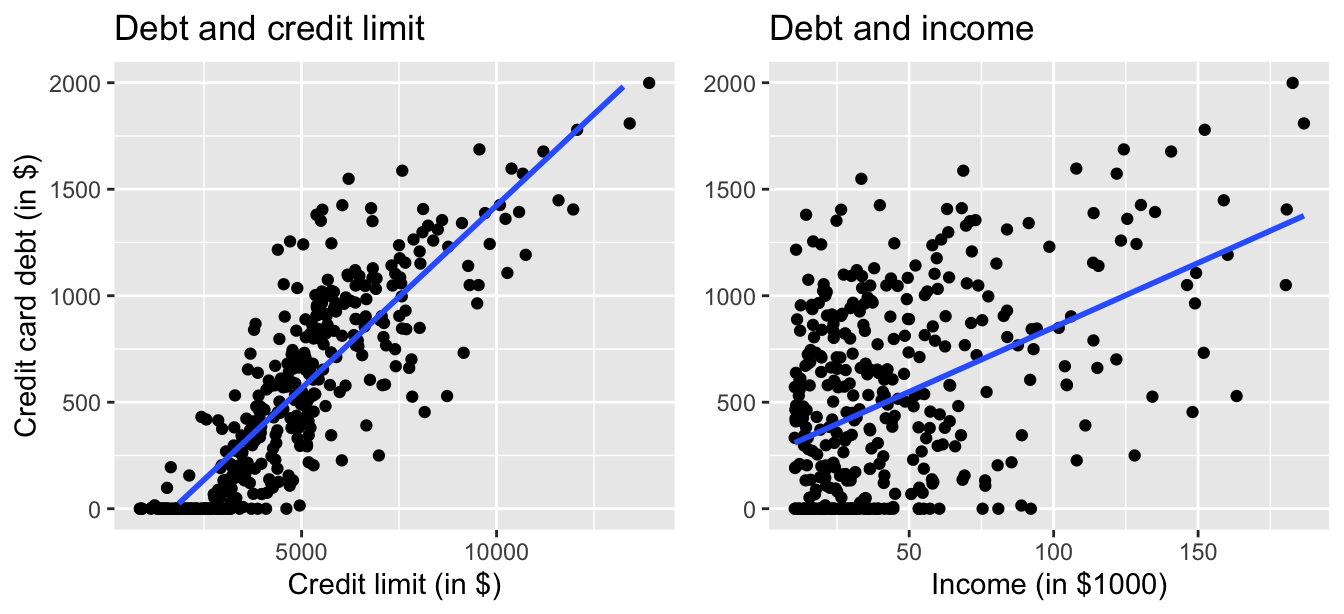 Debt and credit limit
Credit card debt (in $)
2000
1500
1000
500
0
5000 10000
Credit limit (in $)
Debt and income
2000
1500
1000
500
0
50 100 150
Income (in $1000)